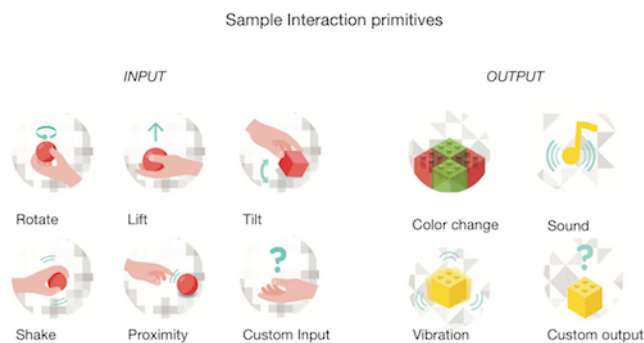 Sample Interaction primitives
INPUT
OUTPUT
Rotate
Lift
Tilt
Color change
Sound
?
?
Shake
Proximity
Custom Input
Vibration
Custom output